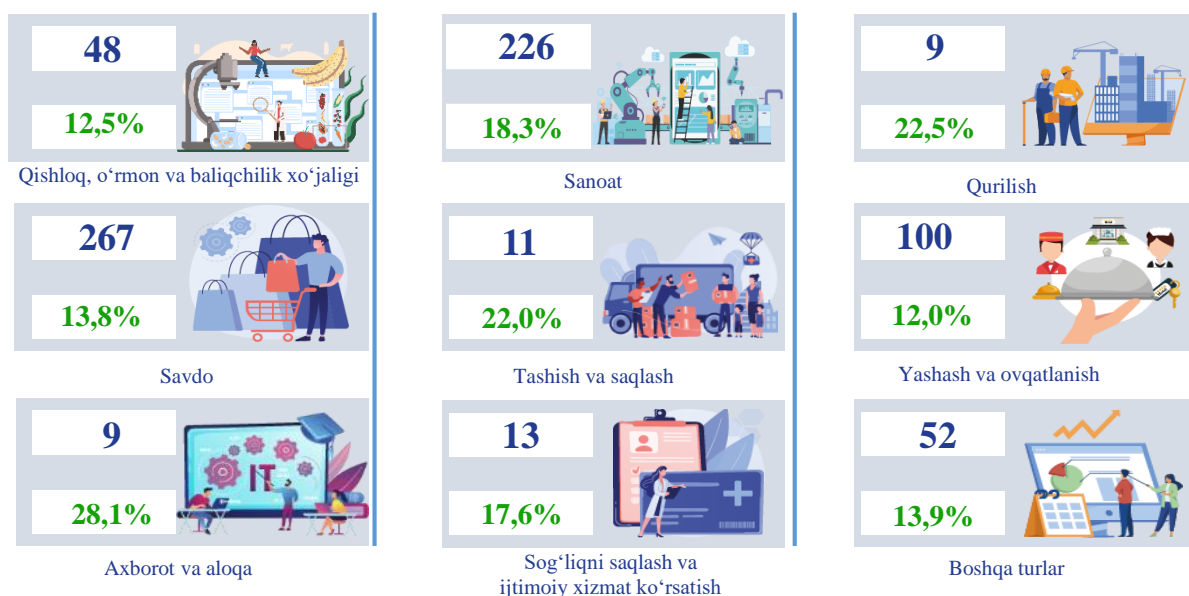 48
12,5%
Qishloq, o‘rmon va baliqchilik xo‘jaligi
226
18,3%
Sanoat
9
22,5%
Qurilish
267
13,8%
Savdo
11
22,0%
Tashish va saqlash
100
12,0%
Yashash va ovqatlanish
9
28,1%
IT
Axborot va aloqa
13
17,6%
Sog‘liqni saqlash va
ijtimoiy xizmat ko‘rsatish
52
13,9%
Boshqa turlar